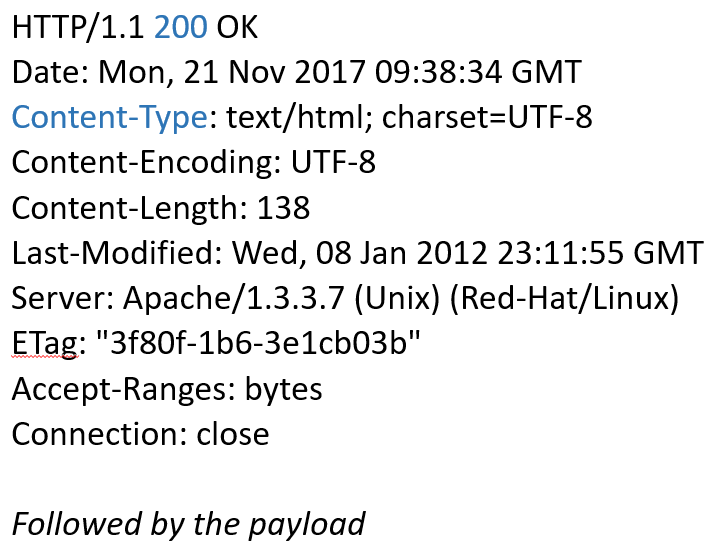 HTTP/1.1 200 OK
Date: Mon, 21 Nov 2017 09:38:34 GMT
Content-Type: text/html; charset=UTF-8
Content-Encoding: UTF-8
Content-Length: 138
Last-Modified: Wed, 08 Jan 2012 23:11:55 GMT
Server: Apache/1.3.3.7 (Unix) (Red-Hat/Linux)
ETag: "3f80f-1b6-3e1cb03b"
Accept-Ranges: bytes
Connection: close
Followed by the payload